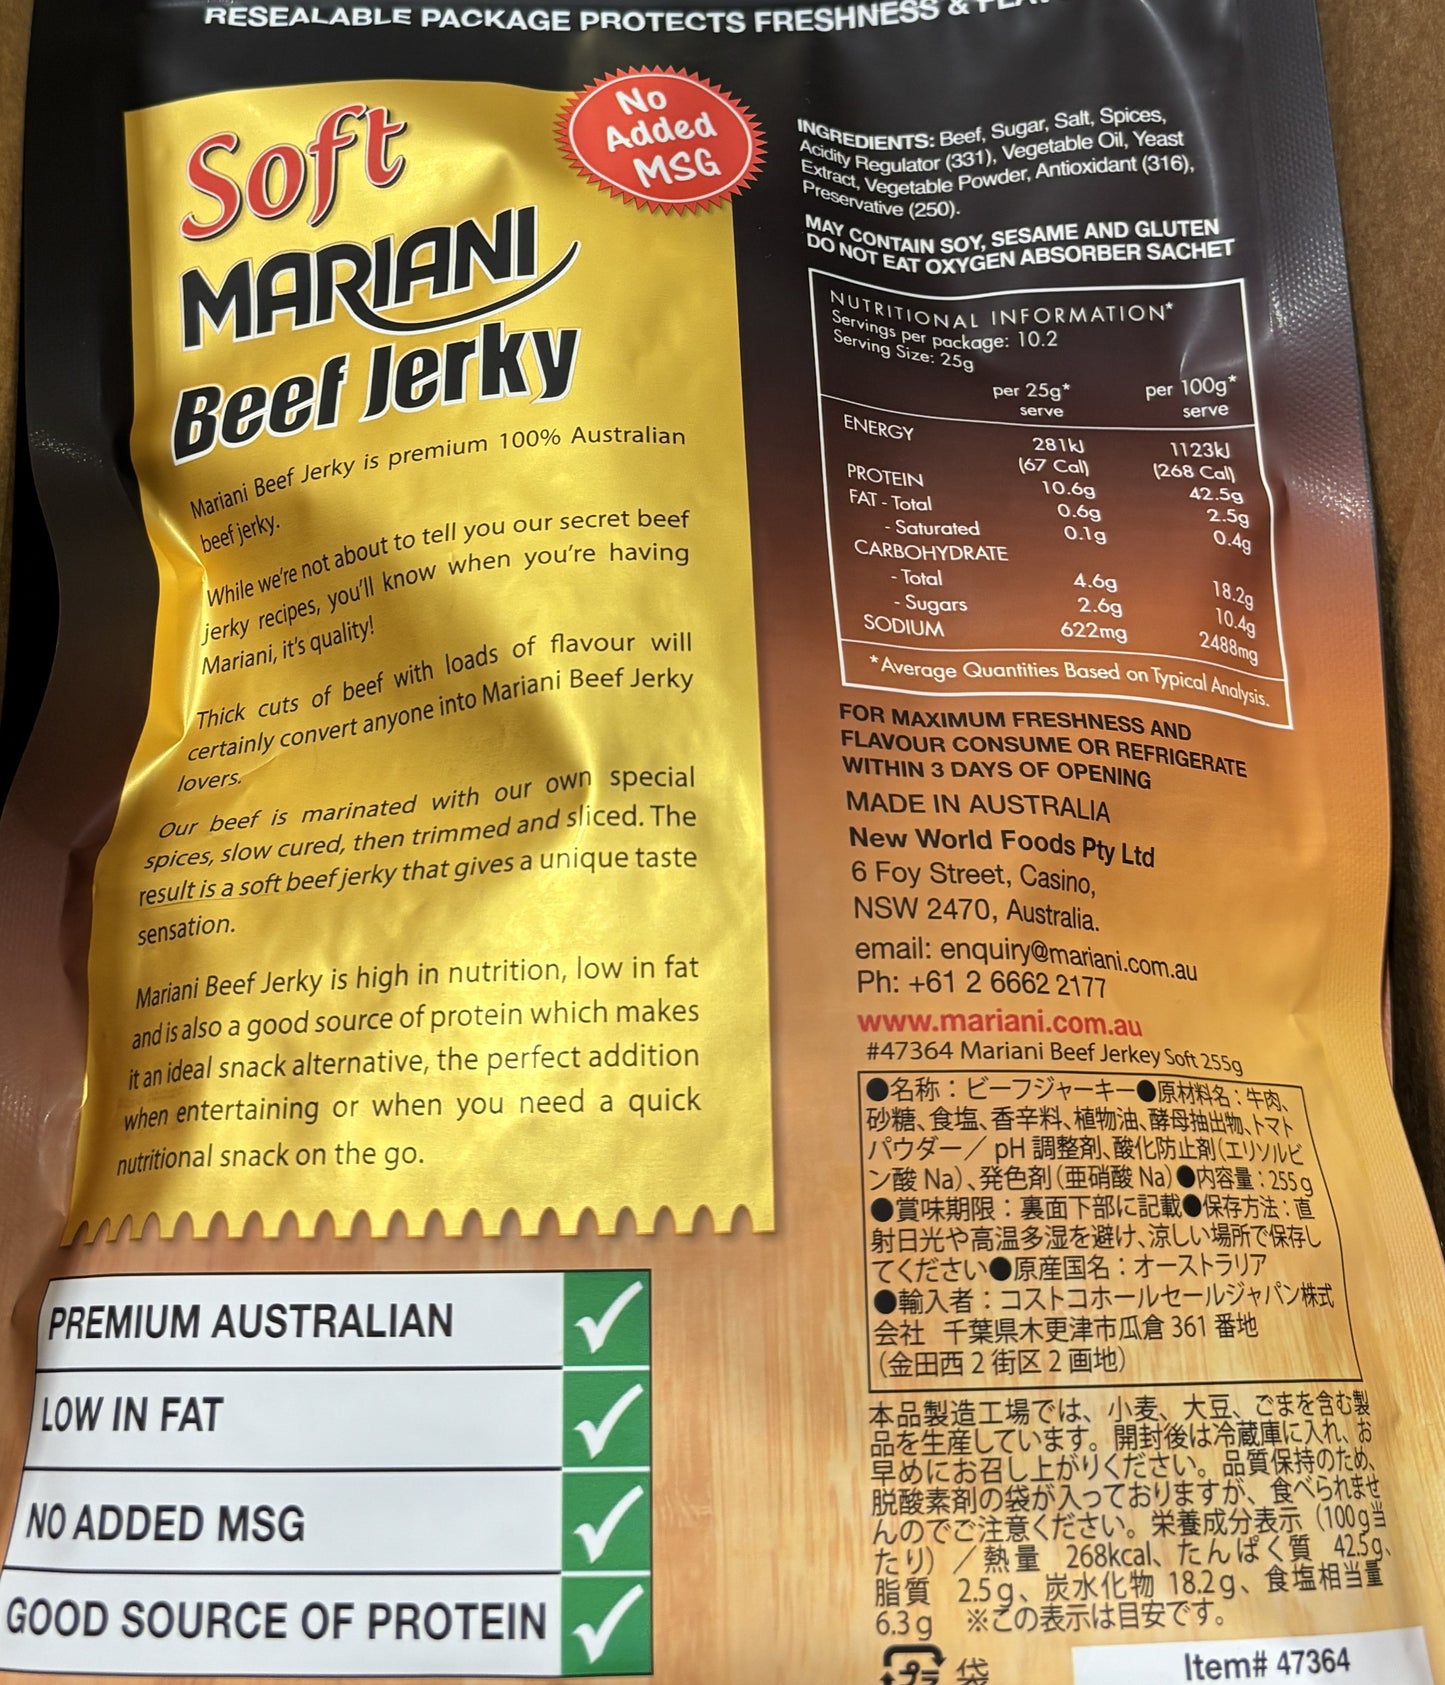 RESEALABLE PACKAGE PROTECTS FRESHNESS &
Soft
MARIANI
Beef Jerky
No
Added
MSG
Mariani Beef Jerky is premium 100% Australian
beef jerky.
While we're not about to tell you our secret beef
jerky recipes, you'll know when you're having
Mariani, it's quality!
Thick cuts of beef with loads of flavour will
certainly convert anyone into Mariani Beef Jerky
lovers.
Our beef is marinated with our own special
spices, slow cured, then trimmed and sliced. The
result is a soft beef jerky that gives a unique taste
sensation.
Mariani Beef Jerky is high in nutrition, low in fat
and is also a good source of protein which makes
it an ideal snack alternative, the perfect addition
when entertaining or when you need a quick
nutritional snack on the go.
PREMIUM AUSTRALIAN
LOW IN FAT
NO ADDED MSG
GOOD SOURCE OF PROTEIN
INGREDIENTS: Beef, Sugar, Salt, Spices,
Acidity Regulator (331), Vegetable Oil, Yeast
Extract, Vegetable Powder, Antioxidant (316),
Preservative (250).
MAY CONTAIN SOY, SESAME AND GLUTEN
DO NOT EAT OXYGEN ABSORBER SACHET
NUTRITIONAL INFORMATION*
Servings per package: 10.2
Serving Size: 25g
per 25g* per 100g*
serve serve
ENERGY 281kJ 1123kJ
(67 Cal) (268 Cal)
PROTEIN 10.6g 42.5g
FAT - Total 0.6g 2.5g
- Saturated 0.1g 0.4g
CARBOHYDRATE
- Total 4.6g 18.2g
- Sugars 2.6g 10.4g
SODIUM 622mg 2488mg
*Average Quantities Based on Typical Analysis.
FOR MAXIMUM FRESHNESS AND
FLAVOUR CONSUME OR REFRIGERATE
WITHIN 3 DAYS OF OPENING
MADE IN AUSTRALIA
New World Foods Pty Ltd
6 Foy Street, Casino,
NSW 2470, Australia.
email: enquiry@mariani.com.au
Ph: +61 2 6662 2177
www.mariani.com.au
#47364 Mariani Beef Jerkey Soft 255g
●名称：ビーフジャーキー●原材料名：牛肉、
砂糖、食塩、香辛料、植物油、酵母抽出物、トマト
パウダー／ pH 調整剤、酸化防止剤（エリソルビ
ン酸 Na）、発色剤（亜硝酸 Na）●内容量：255g
●賞味期限：裏面下部に記載●保存方法：直
射日光や高温多湿を避け、涼しい場所で保存し
てください●原産国名：オーストラリア
●輸入者：コストコホールセールジャパン株式
会社 千葉県木更津市瓜倉 361 番地
（金田西 2 街区 2 画地）
本品製造工場では、小麦、大豆、ごまを含む製
品を生産しています。開封後は冷蔵庫に入れ、お
早めにお召し上がりください。品質保持のため、
脱酸素剤の袋が入っておりますが、食べられませ
んのでご注意ください。栄養成分表示（100g当
たり）／熱量 268kcal、たんぱく質 42.5g、
脂質 2.5g、炭水化物 18.2g、食塩相当量
6.3g ※この表示は目安です。
プラ 袋
Item# 47364